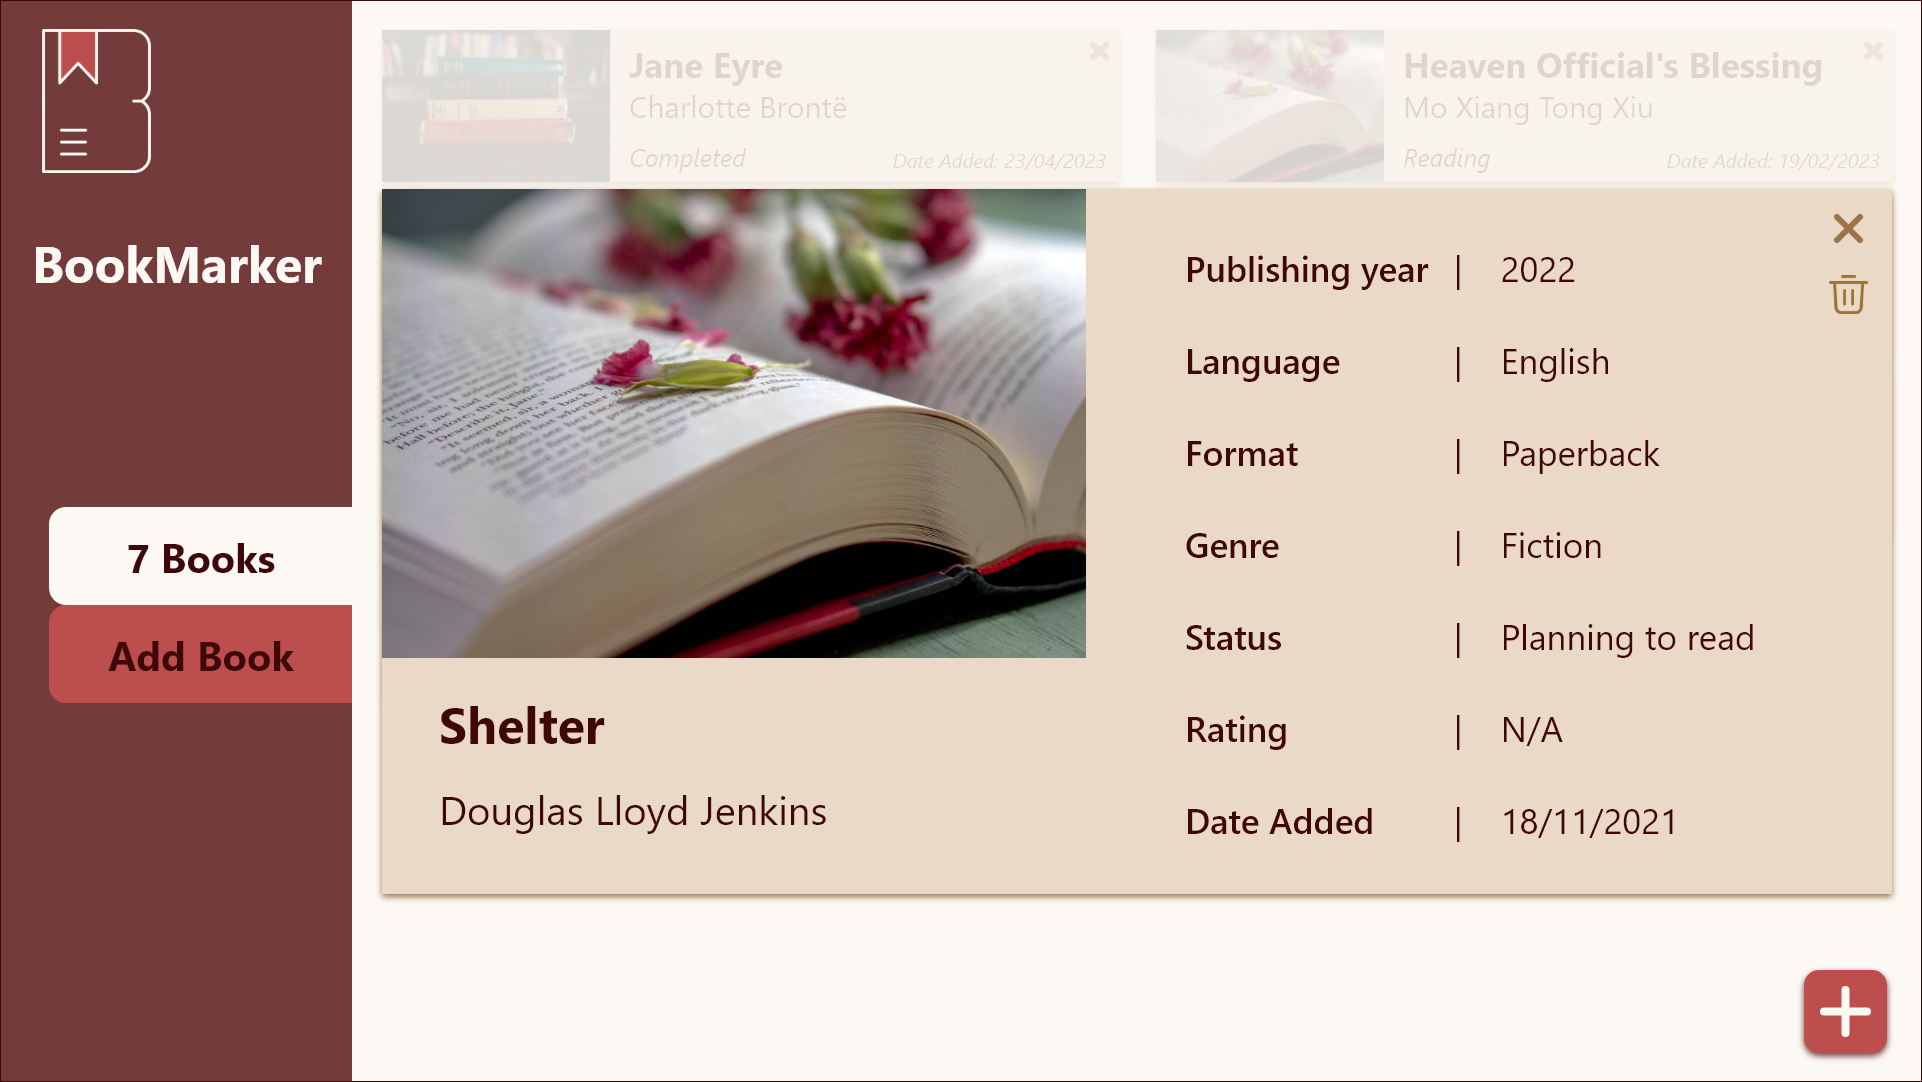 BookMarker
7 Books
Add Book
Jane Eyre
Charlotte Brontë
Completed
Date Added: 23/04/2023
Heaven Official's Blessing
Mo Xiang Tong Xiu
Reading
Date Added: 19/02/2023
Shelter
Douglas Lloyd Jenkins
Publishing year | 2022
Language | English
Format | Paperback
Genre | Fiction
Status | Planning to read
Rating | N/A
Date Added | 18/11/2021